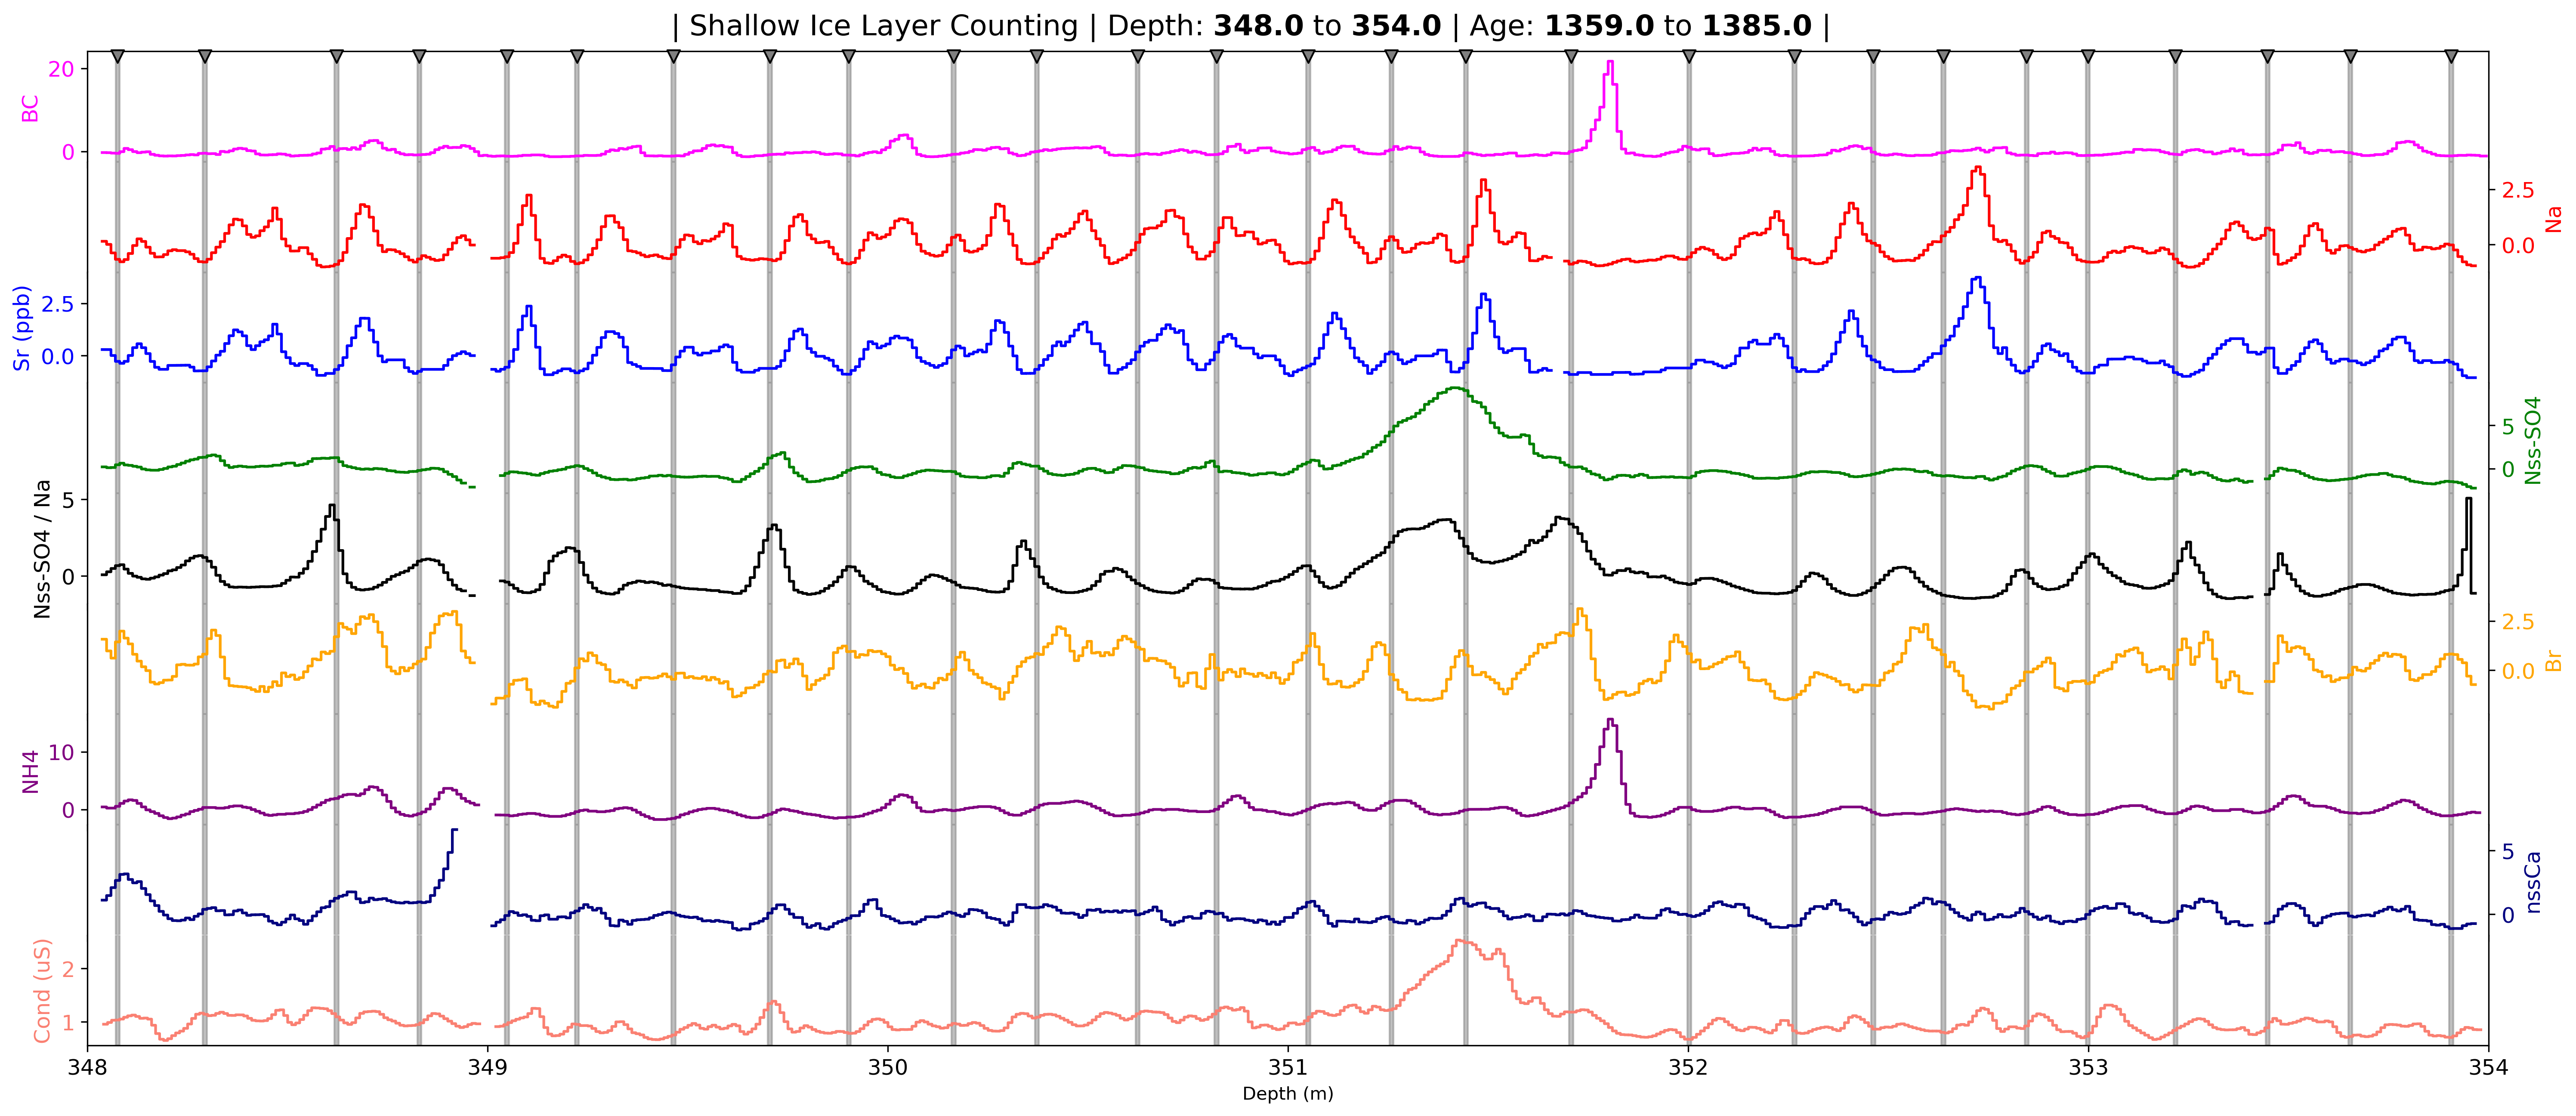 | Shallow Ice Layer Counting | Depth: 348.0 to 354.0 | Age: 1359.0 to 1385.0 |
BC
20
0
2.5
0.0
Na
Sr (ppb)
2.5
0.0
5
0
Nss-SO4
Nss-SO4 / Na
5
0
2.5
0.0
Br
NH4
10
0
5
0
nssCa
Cond (uS)
2
1
348 349 350 351 352 353 354
Depth (m)